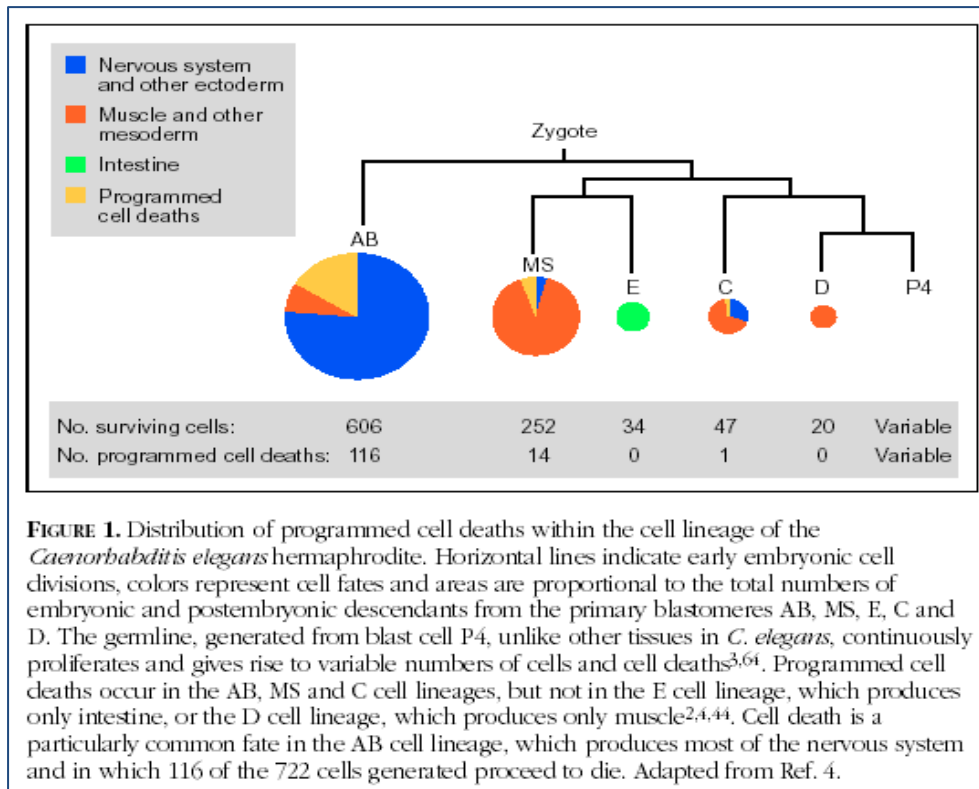 Nervous system
and other ectoderm
Muscle and other
mesoderm
Intestine
Programmed
cell deaths
Zygote
AB
MS
E
C
D
P4
No. surviving cells: 606 252 34 47 20 Variable
No. programmed cell deaths: 116 14 0 1 0 Variable
FIGURE 1. Distribution of programmed cell deaths within the cell lineage of the
Caenorhabditis elegans hermaphrodite. Horizontal lines indicate early embryonic cell
divisions, colors represent cell fates and areas are proportional to the total numbers of
embryonic and postembryonic descendants from the primary blastomeres AB, MS, E, C and
D. The germline, generated from blast cell P4, unlike other tissues in C. elegans, continuously
proliferates and gives rise to variable numbers of cells and cell deaths3,64. Programmed cell
deaths occur in the AB, MS and C cell lineages, but not in the E cell lineage, which produces
only intestine, or the D cell lineage, which produces only muscle2,4,44. Cell death is a
particularly common fate in the AB cell lineage, which produces most of the nervous system
and in which 116 of the 722 cells generated proceed to die. Adapted from Ref. 4.